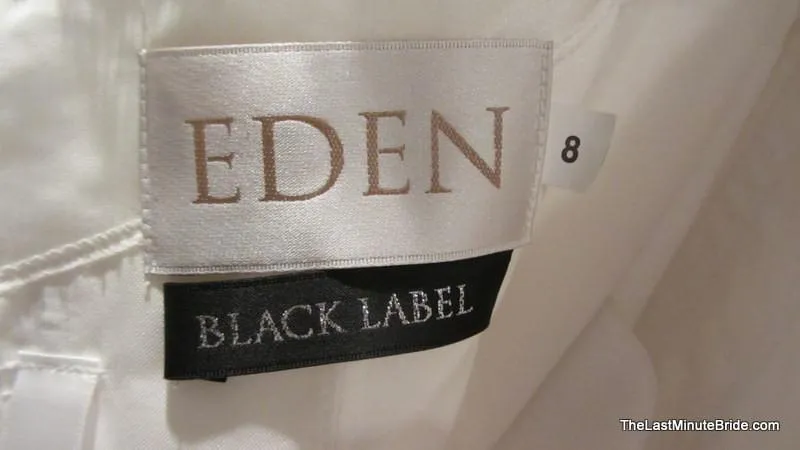 EDEN
8
BLACK LABEL
TheLastMinuteBride.com